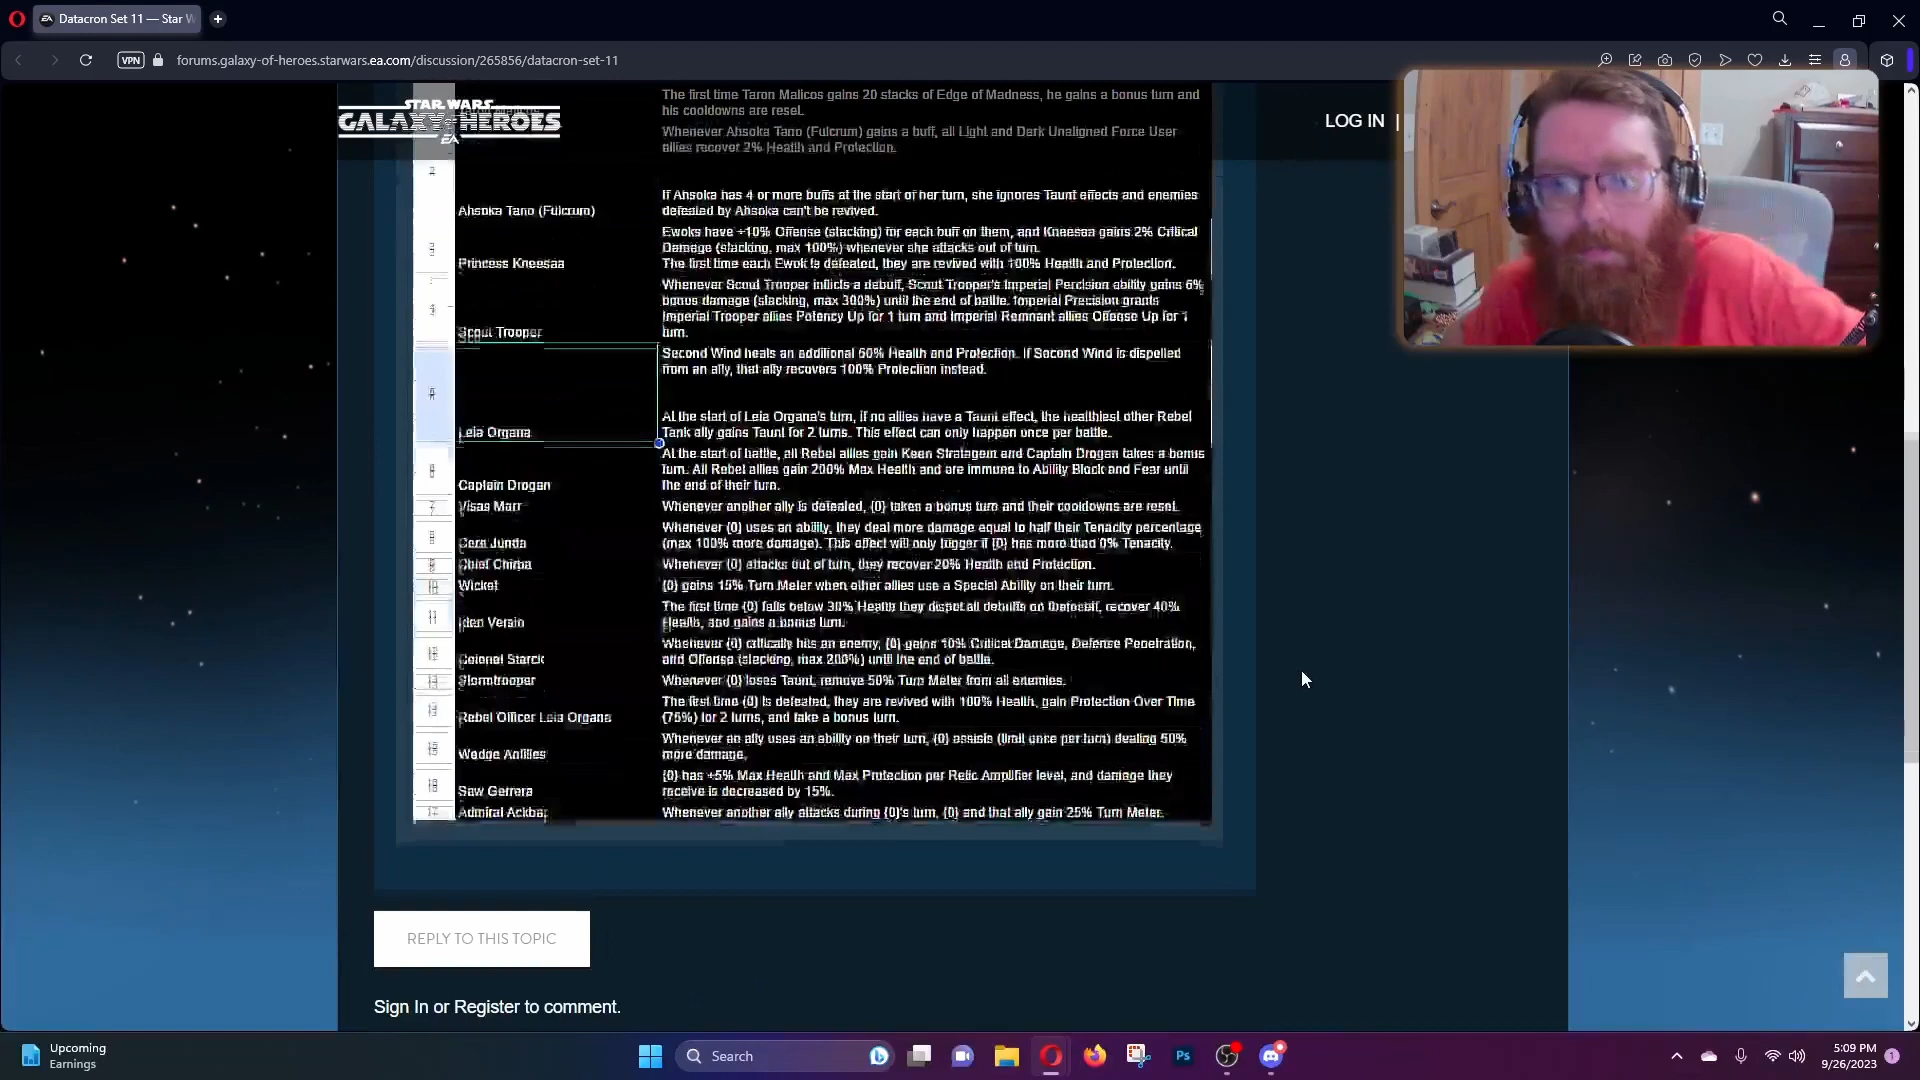 Datacron Set 11 — Star W
VPN
forums.galaxy-of-heroes.starwars.ea.com/discussion/265856/datacron-set-11
STAR WARS
GALAXY OF HEROES
EA
LOG IN |
The first time Taron Malicos gains 20 stacks of Edge of Madness, he gains a bonus turn and
his cooldowns are reset.
Whenever Ahsoka Tano (Fulcrum) gains a buff, all Light and Dark Unaligned Force User
allies recover 2% Health and Protection.
2
Ahsoka Tano (Fulcrum)
If Ahsoka has 4 or more buffs at the start of her turn, she ignores Taunt effects and enemies
defeated by Ahsoka can't be revived.
3
Princess Kneesaa
Ewoks have +10% Offense (stacking) for each buff on them, and Kneesaa gains 2% Critical
Damage (stacking, max 100%) whenever she attacks out of turn.
The first time each Ewok is defeated, they are revived with 100% Health and Protection.
4
Scout Trooper
Whenever Scout Trooper inflicts a debuff, Scout Trooper's Imperial Percision ability gains 6%
bonus damage (stacking, max 300%) until the end of battle. Imperial Precision grants
Imperial Trooper allies Potency Up for 1 turn and Imperial Remnant allies Offense Up for 1
turn.
Leia Organa
Second Wind heals an additional 60% Health and Protection. If Second Wind is dispelled
from an ally, that ally recovers 100% Protection instead.
At the start of Leia Organa's turn, if no allies have a Taunt effect, the healthiest other Rebel
Tank ally gains Taunt for 2 turns. This effect can only happen once per battle.
6
Captain Drogan
At the start of battle, all Rebel allies gain Keen Stratagem and Captain Drogan takes a bonus
turn. All Rebel allies gain 200% Max Health and are immune to Ability Block and Fear until
the end of their turn.
7
Visas Marr
Whenever another ally is defeated, {0} takes a bonus turn and their cooldowns are reset.
8
Cere Junda
Whenever {0} uses an ability, they deal more damage equal to half their Tenacity percentage
(max 100% more damage). This effect will only trigger if {0} has more than 0% Tenacity.
9
Chief Chirpa
Whenever {0} attacks out of turn, they recover 20% Health and Protection.
10
Wicket
{0} gains 15% Turn Meter when other allies use a Special Ability on their turn.
11
Iden Versio
The first time {0} falls below 30% Health they dispel all debuffs on themself, recover 40%
Health, and gains a bonus turn.
12
Colonel Starck
Whenever {0} critically hits an enemy, {0} gains 10% Critical Damage, Defense Penetration,
and Offense (stacking, max 200%) until the end of battle.
13
Stormtrooper
Whenever {0} loses Taunt, remove 50% Turn Meter from all enemies.
14
Rebel Officer Leia Organa
The first time {0} is defeated, they are revived with 100% Health, gain Protection Over Time
(75%) for 2 turns, and take a bonus turn.
15
Wedge Antilles
Whenever an ally uses an ability on their turn, {0} assists (limit once per turn) dealing 50%
more damage.
16
Saw Gerrera
{0} has +5% Max Health and Max Protection per Relic Amplifier level, and damage they
receive is decreased by 15%.
17
Admiral Ackbar
Whenever another ally attacks during {0}'s turn, {0} and that ally gain 25% Turn Meter.
REPLY TO THIS TOPIC
Sign In or Register to comment.
Upcoming
Earnings
Search
Ps
5:09 PM
9/26/2023
1